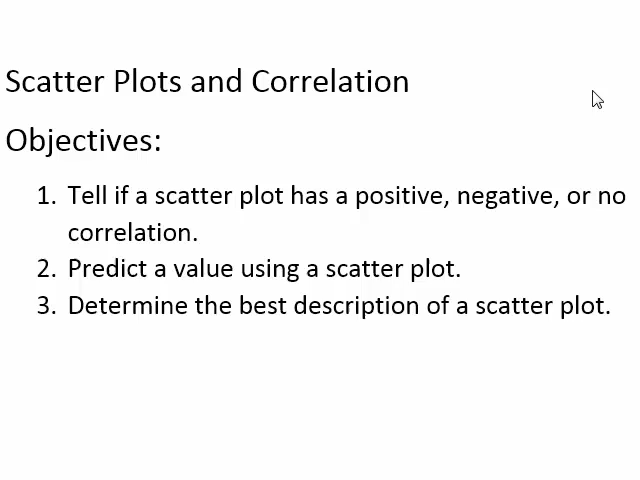 Scatter Plots and Correlation
Objectives:
1. Tell if a scatter plot has a positive, negative, or no
correlation.
2. Predict a value using a scatter plot.
3. Determine the best description of a scatter plot.